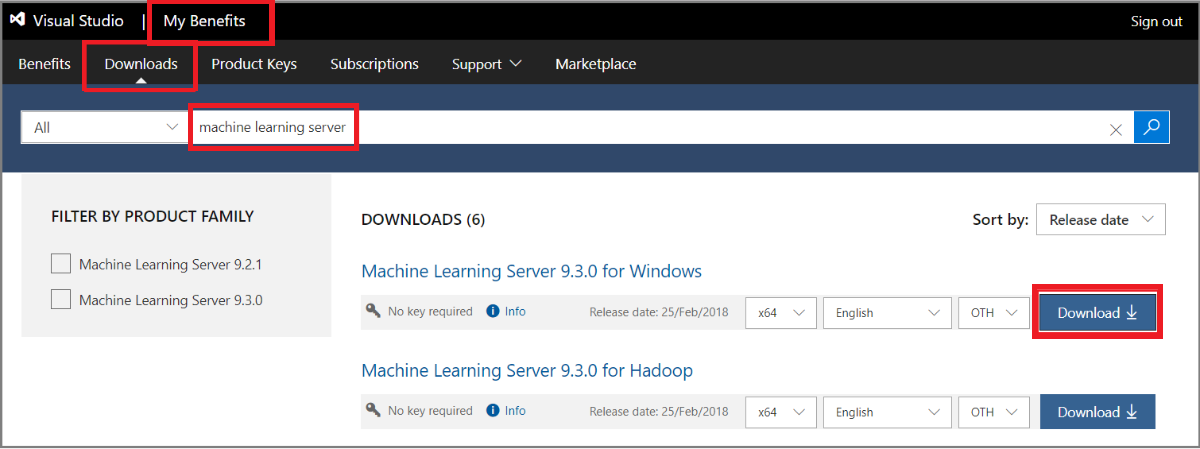 Visual Studio | My Benefits Sign out
Benefits Downloads Product Keys Subscriptions Support Marketplace
All machine learning server
FILTER BY PRODUCT FAMILY
Machine Learning Server 9.2.1
Machine Learning Server 9.3.0
DOWNLOADS (6) Sort by: Release date
Machine Learning Server 9.3.0 for Windows
No key required Info Release date: 25/Feb/2018 x64 English OTH Download
Machine Learning Server 9.3.0 for Hadoop
No key required Info Release date: 25/Feb/2018 x64 English OTH Download